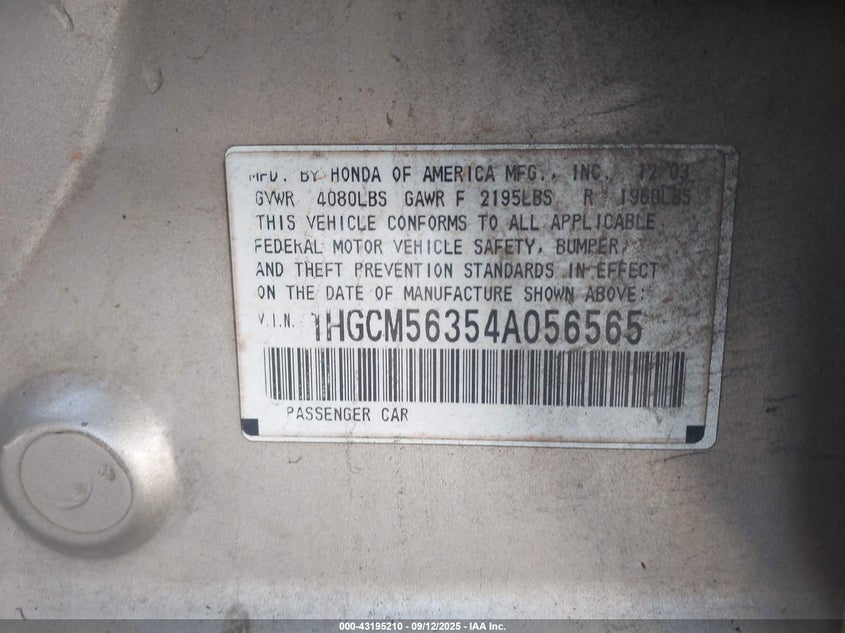 MFD. BY HONDA OF AMERICA MFG., INC. 12/03
GVWR 4080LBS GAWR F 2195LBS R 1960LBS
THIS VEHICLE CONFORMS TO ALL APPLICABLE
FEDERAL MOTOR VEHICLE SAFETY, BUMPER,
AND THEFT PREVENTION STANDARDS IN EFFECT
ON THE DATE OF MANUFACTURE SHOWN ABOVE:
V.I.N. 1HGCM56354A056565
PASSENGER CAR
000-43195210 - 09/12/2025 - IAA Inc.